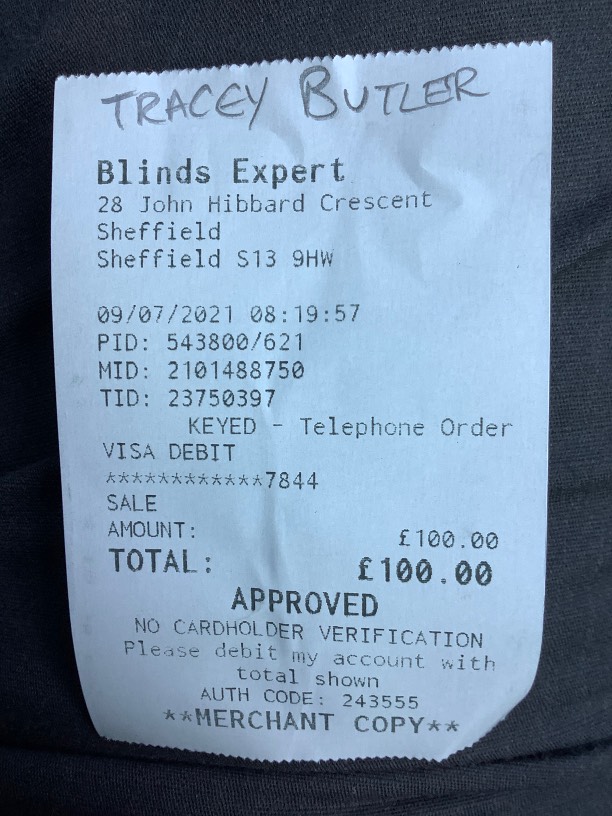 TRACEY BUTLER
Blinds Expert
28 John Hibbard Crescent
Sheffield
Sheffield S13 9HW
09/07/2021 08:19:57
PID: 543800/621
MID: 2101488750
TID: 23750397
KEYED - Telephone Order
VISA DEBIT
************7844
SALE
AMOUNT: £100.00
TOTAL: £100.00
APPROVED
NO CARDHOLDER VERIFICATION
Please debit my account with
total shown
AUTH CODE: 243555
**MERCHANT COPY**